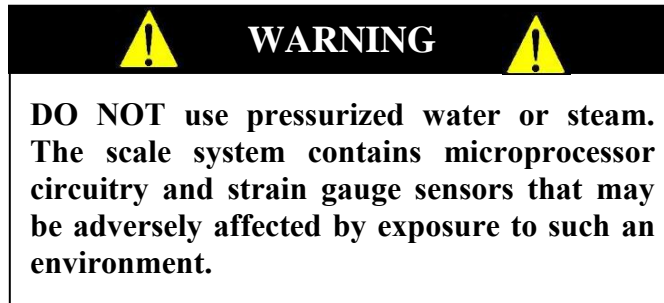 WARNING
DO NOT use pressurized water or steam.
The scale system contains microprocessor
circuitry and strain gauge sensors that may
be adversely affected by exposure to such an
environment.